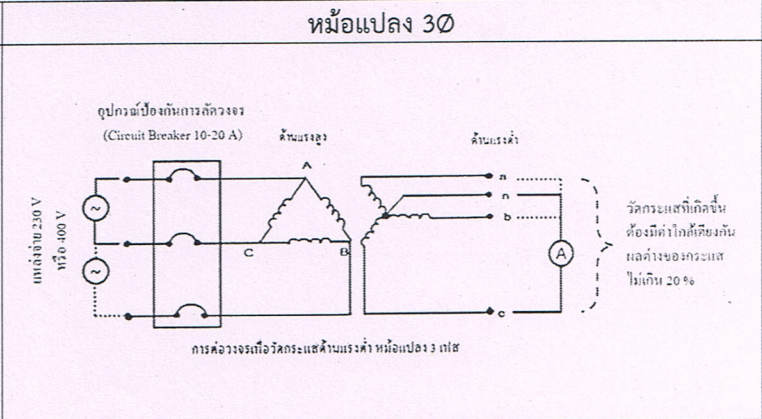 หม้อแปลง 3Ø
อุปกรณ์ป้องกันการลัดวงจร
(Circuit Breaker 10-20 A)
ด้านแรงสูง
ด้านแรงต่ำ
A
a
n
b
C
B
A
c
แหล่งจ่าย 230 V
หรือ 400 V
วัดกระแสที่เกิดขึ้น
ต้องมีค่าใกล้เคียงกัน
ผลต่างของกระแส
ไม่เกิน 20 %
การต่อวงจรเพื่อวัดกระแสด้านแรงต่ำ หม้อแปลง 3 เฟส